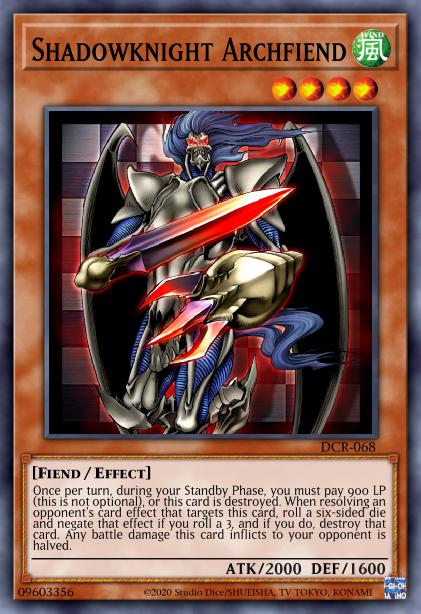 Shadowknight Archfiend
WIND
風
DCR-068
[Fiend / Effect]
Once per turn, during your Standby Phase, you must pay 900 LP
(this is not optional), or this card is destroyed. When resolving an
opponent's card effect that targets this card, roll a six-sided die
and negate that effect if you roll a 3, and if you do, destroy that
card. Any battle damage this card inflicts to your opponent is
halved.
ATK/2000 DEF/1600
09603356
©2020 Studio Dice/SHUEISHA, TV TOKYO, KONAMI